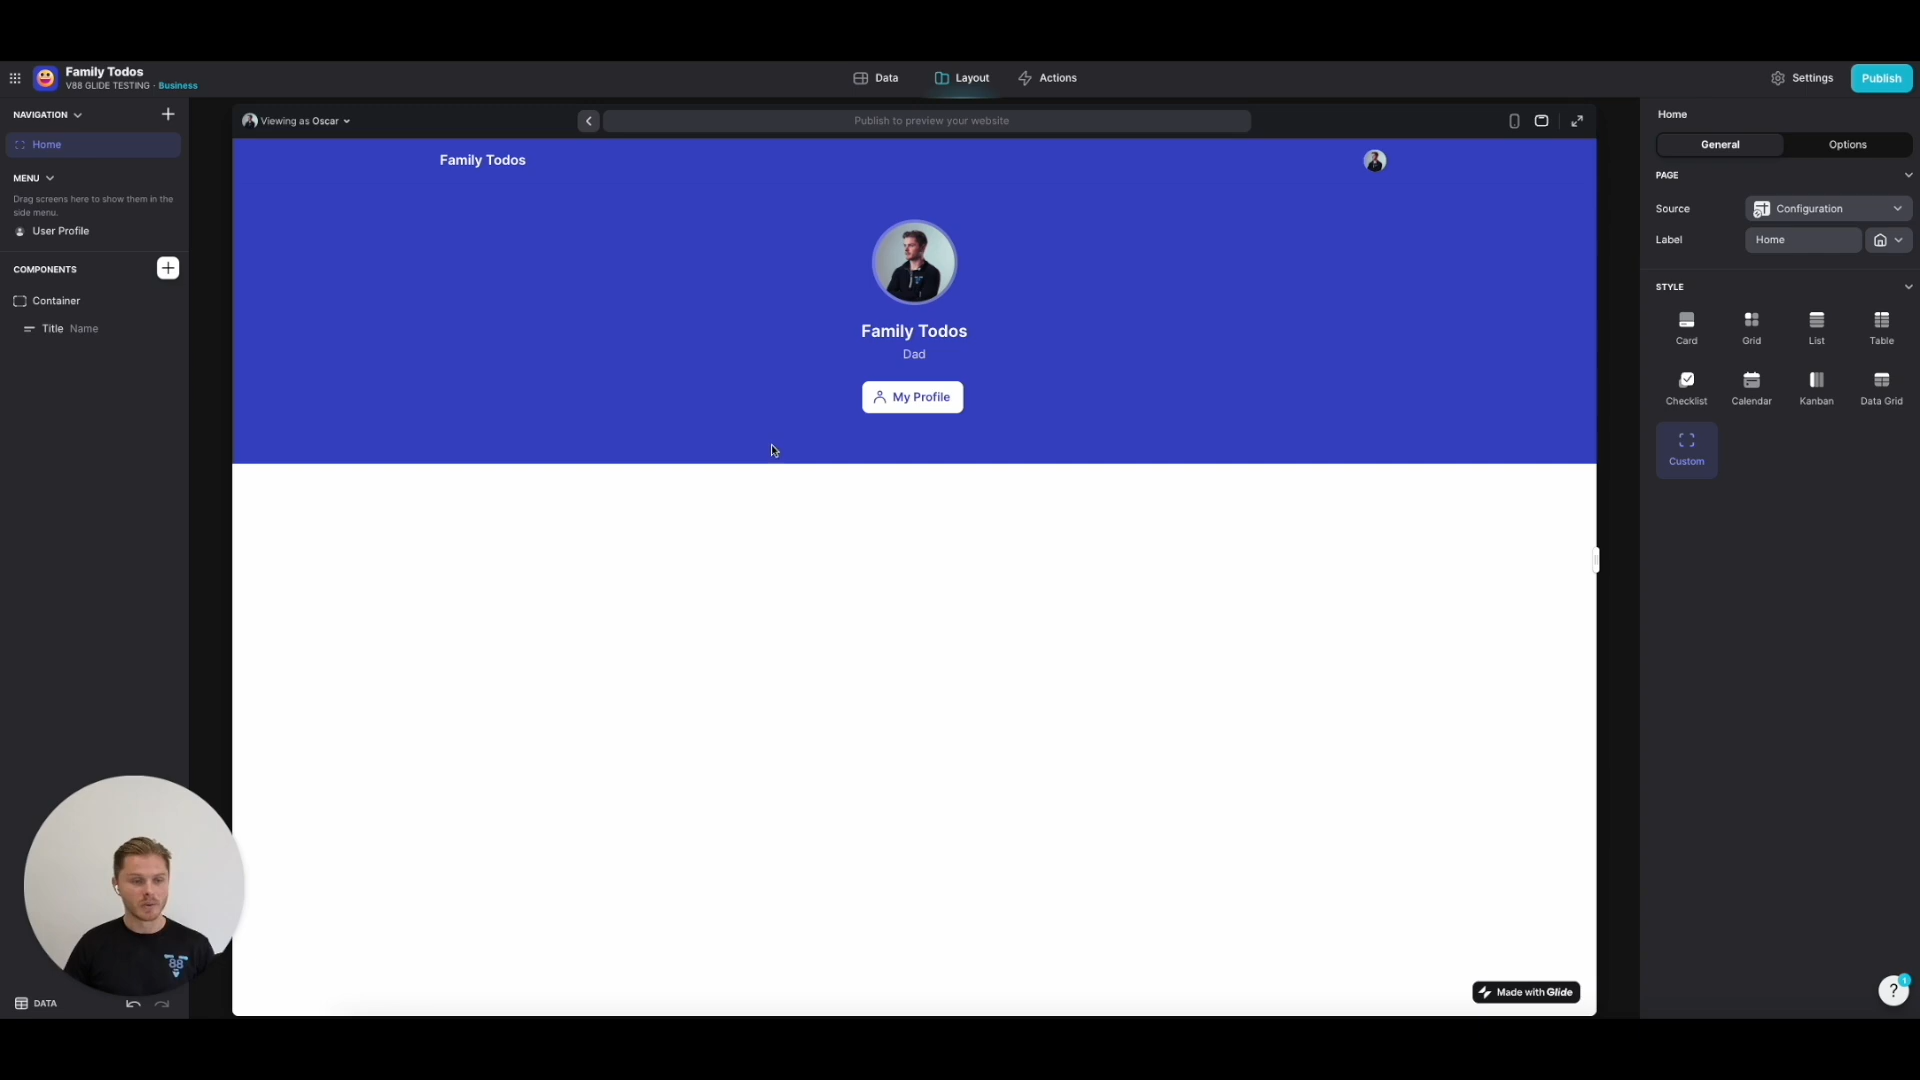 Family Todos
V88 GLIDE TESTING · Business
Data
Layout
Actions
Settings
Publish
NAVIGATION
Home
MENU
Drag screens here to show them in the
side menu.
User Profile
COMPONENTS
Container
Title Name
DATA
Viewing as Oscar
Publish to preview your website
Family Todos
Family Todos
Dad
My Profile
Made with Glide
Home
General
Options
PAGE
Source
Configuration
Label
Home
STYLE
Card
Grid
List
Table
Checklist
Calendar
Kanban
Data Grid
Custom
?
1
88